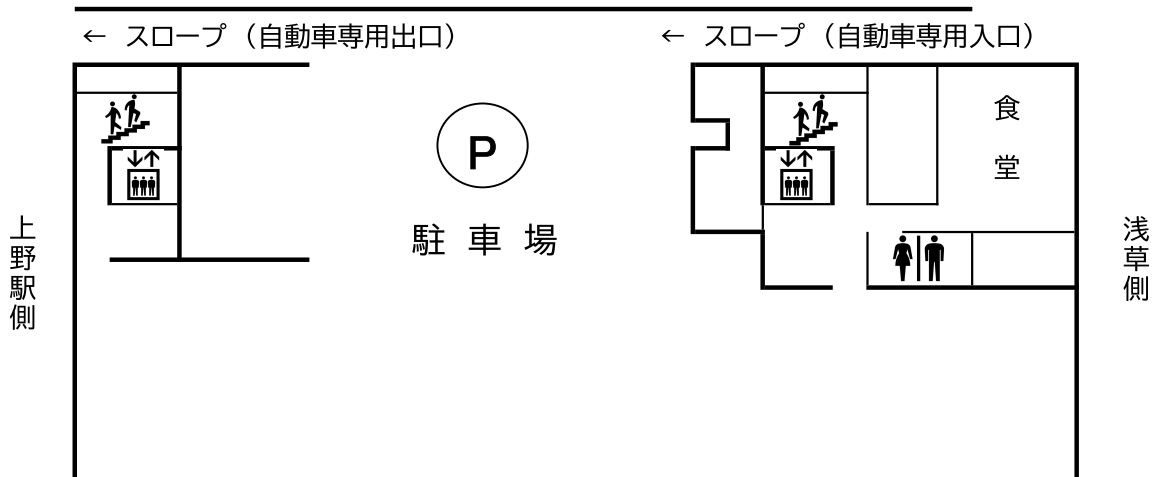 ← スロープ（自動車専用出口）
← スロープ（自動車専用入口）
P
駐車場
食堂
上野駅側
浅草側